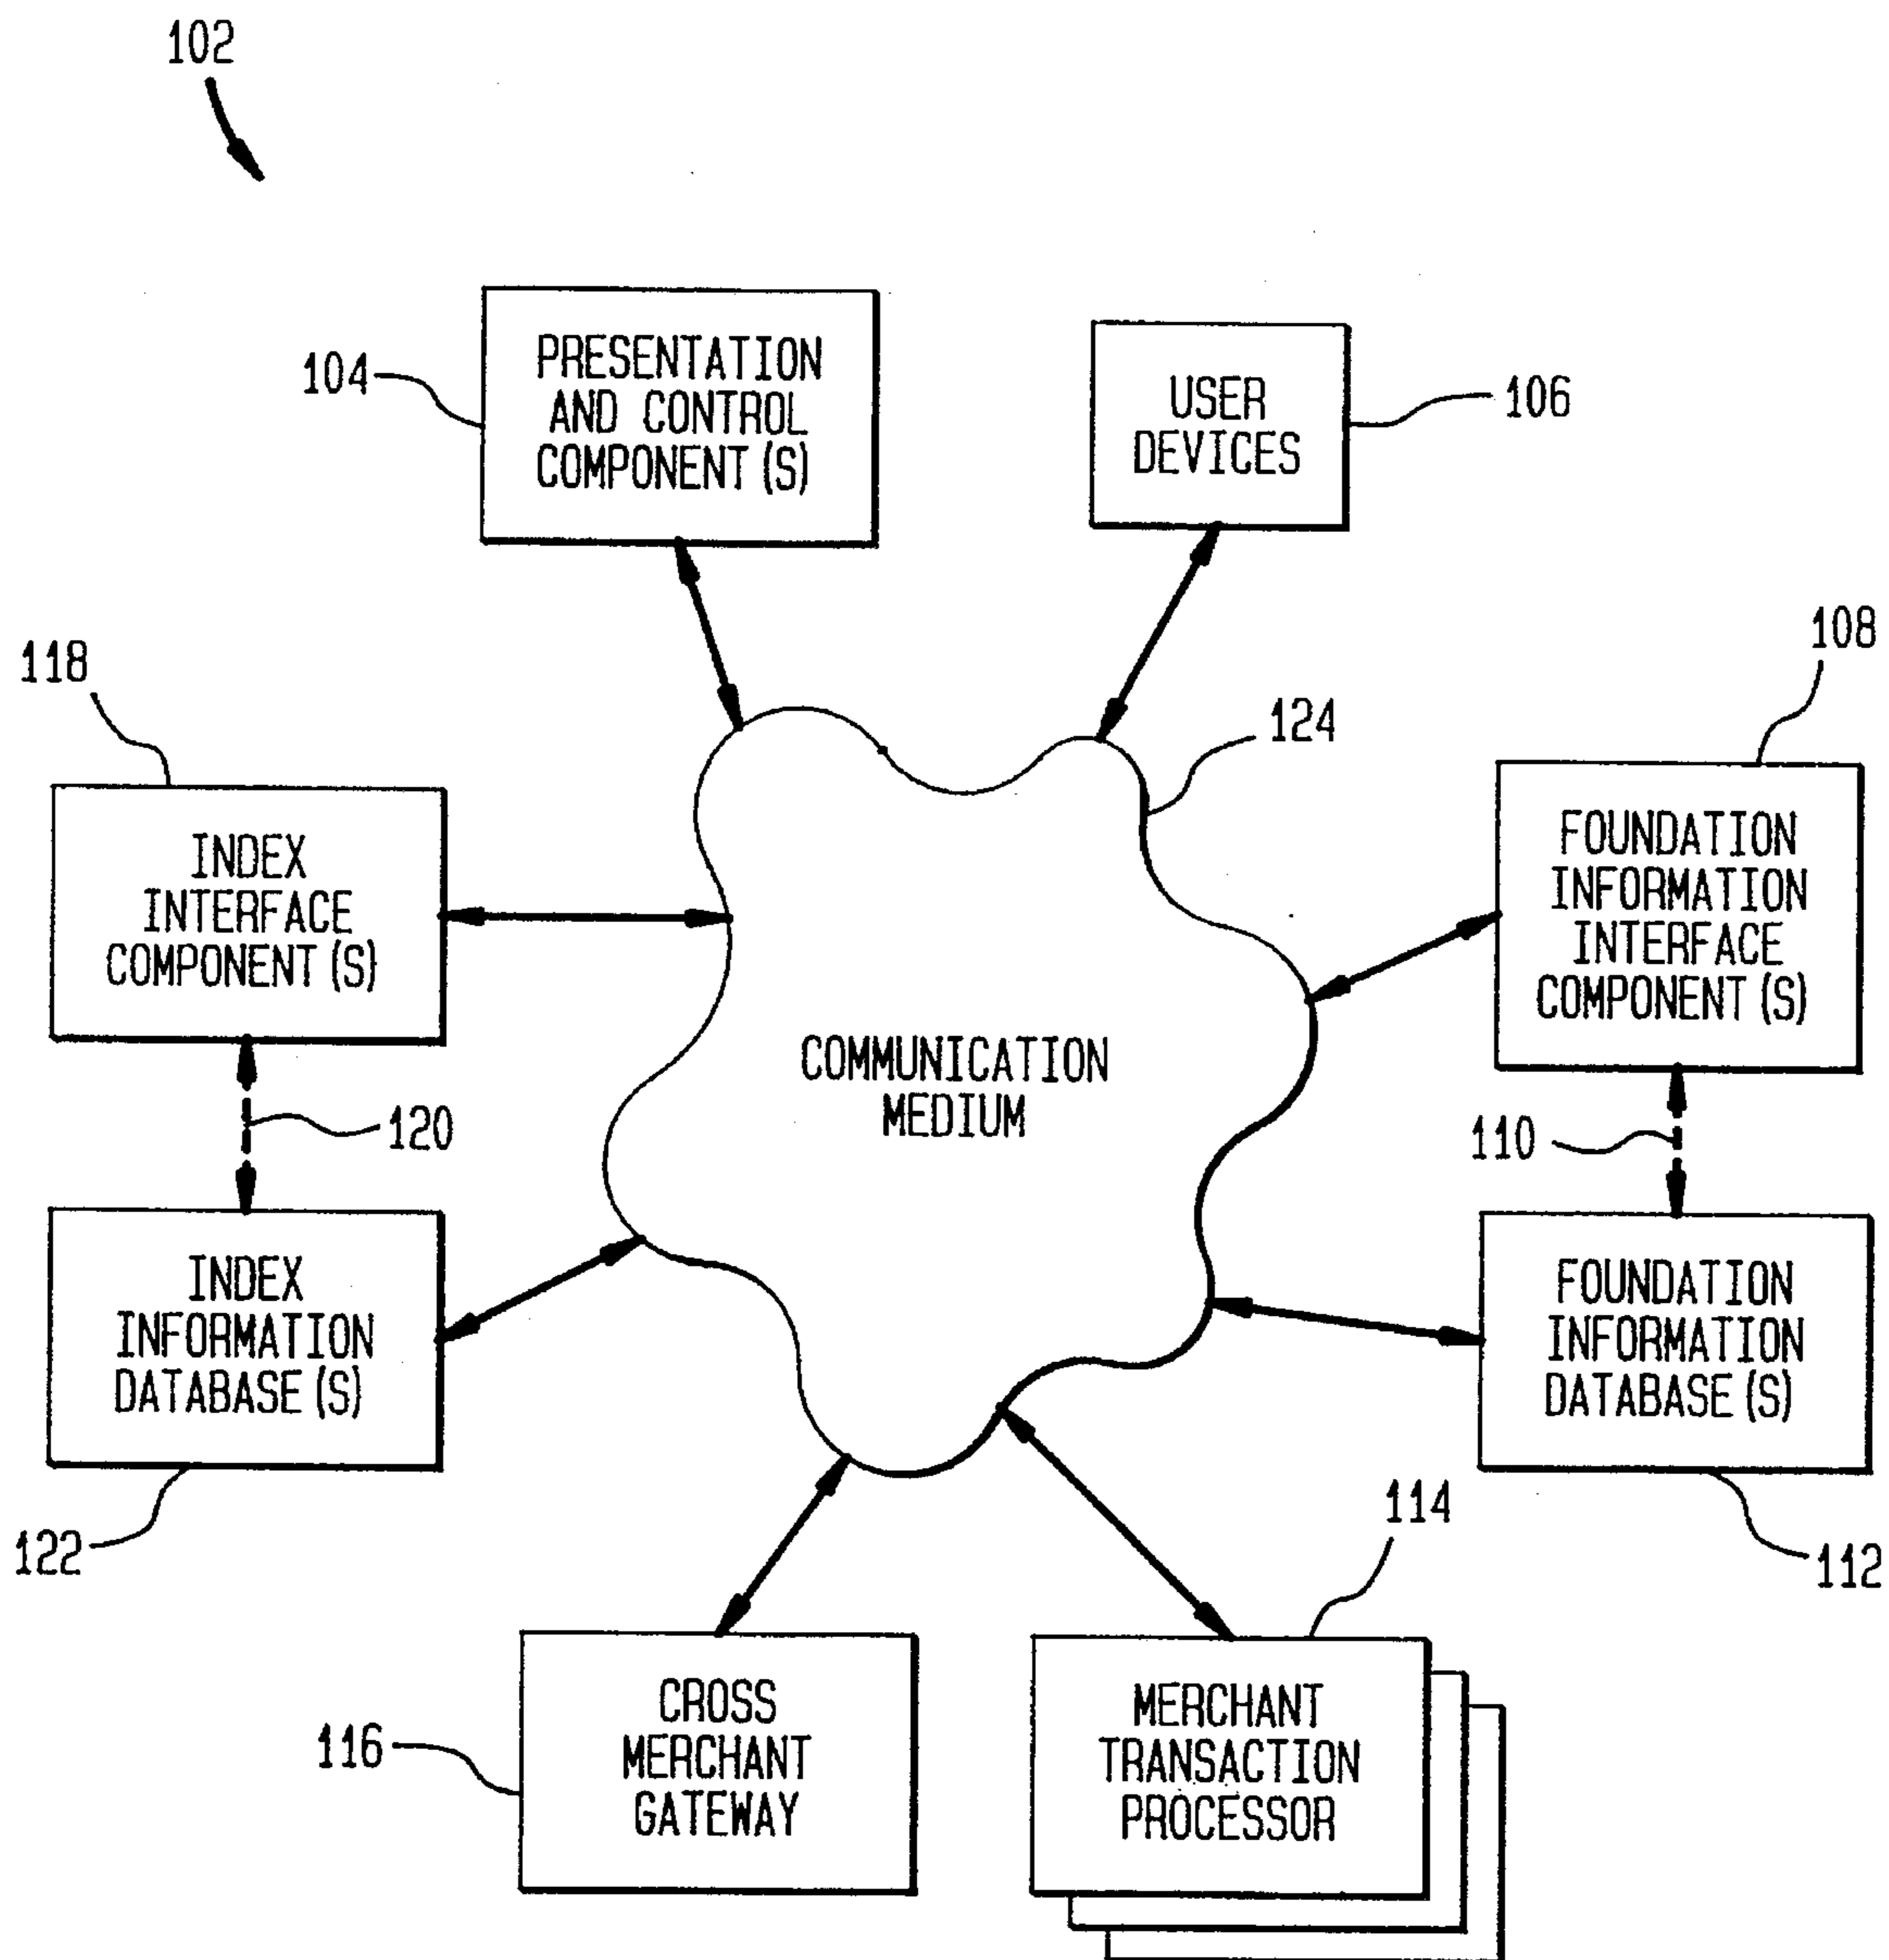 102
PRESENTATION
AND CONTROL
COMPONENT(S)
104
USER
DEVICES
106
118
108
124
INDEX
INTERFACE
COMPONENT(S)
FOUNDATION
INFORMATION
INTERFACE
COMPONENT(S)
COMMUNICATION
MEDIUM
120
110
INDEX
INFORMATION
DATABASE(S)
FOUNDATION
INFORMATION
DATABASE(S)
122
114
112
CROSS
MERCHANT
GATEWAY
116
MERCHANT
TRANSACTION
PROCESSOR